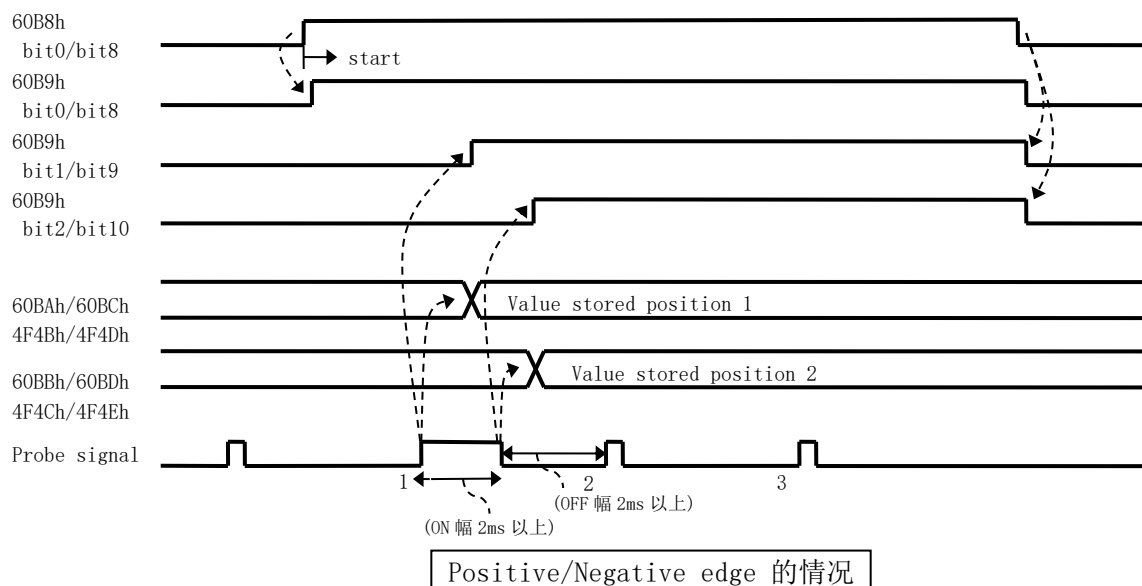 60B8h
bit0/bit8
start
60B9h
bit0/bit8
60B9h
bit1/bit9
60B9h
bit2/bit10
60BAh/60BCh
Value stored position 1
4F4Bh/4F4Dh
60BBh/60BDh
Value stored position 2
4F4Ch/4F4Eh
Probe signal
1
2
3
(OFF 幅 2ms 以上)
(ON 幅 2ms 以上)
Positive/Negative edge 的情况